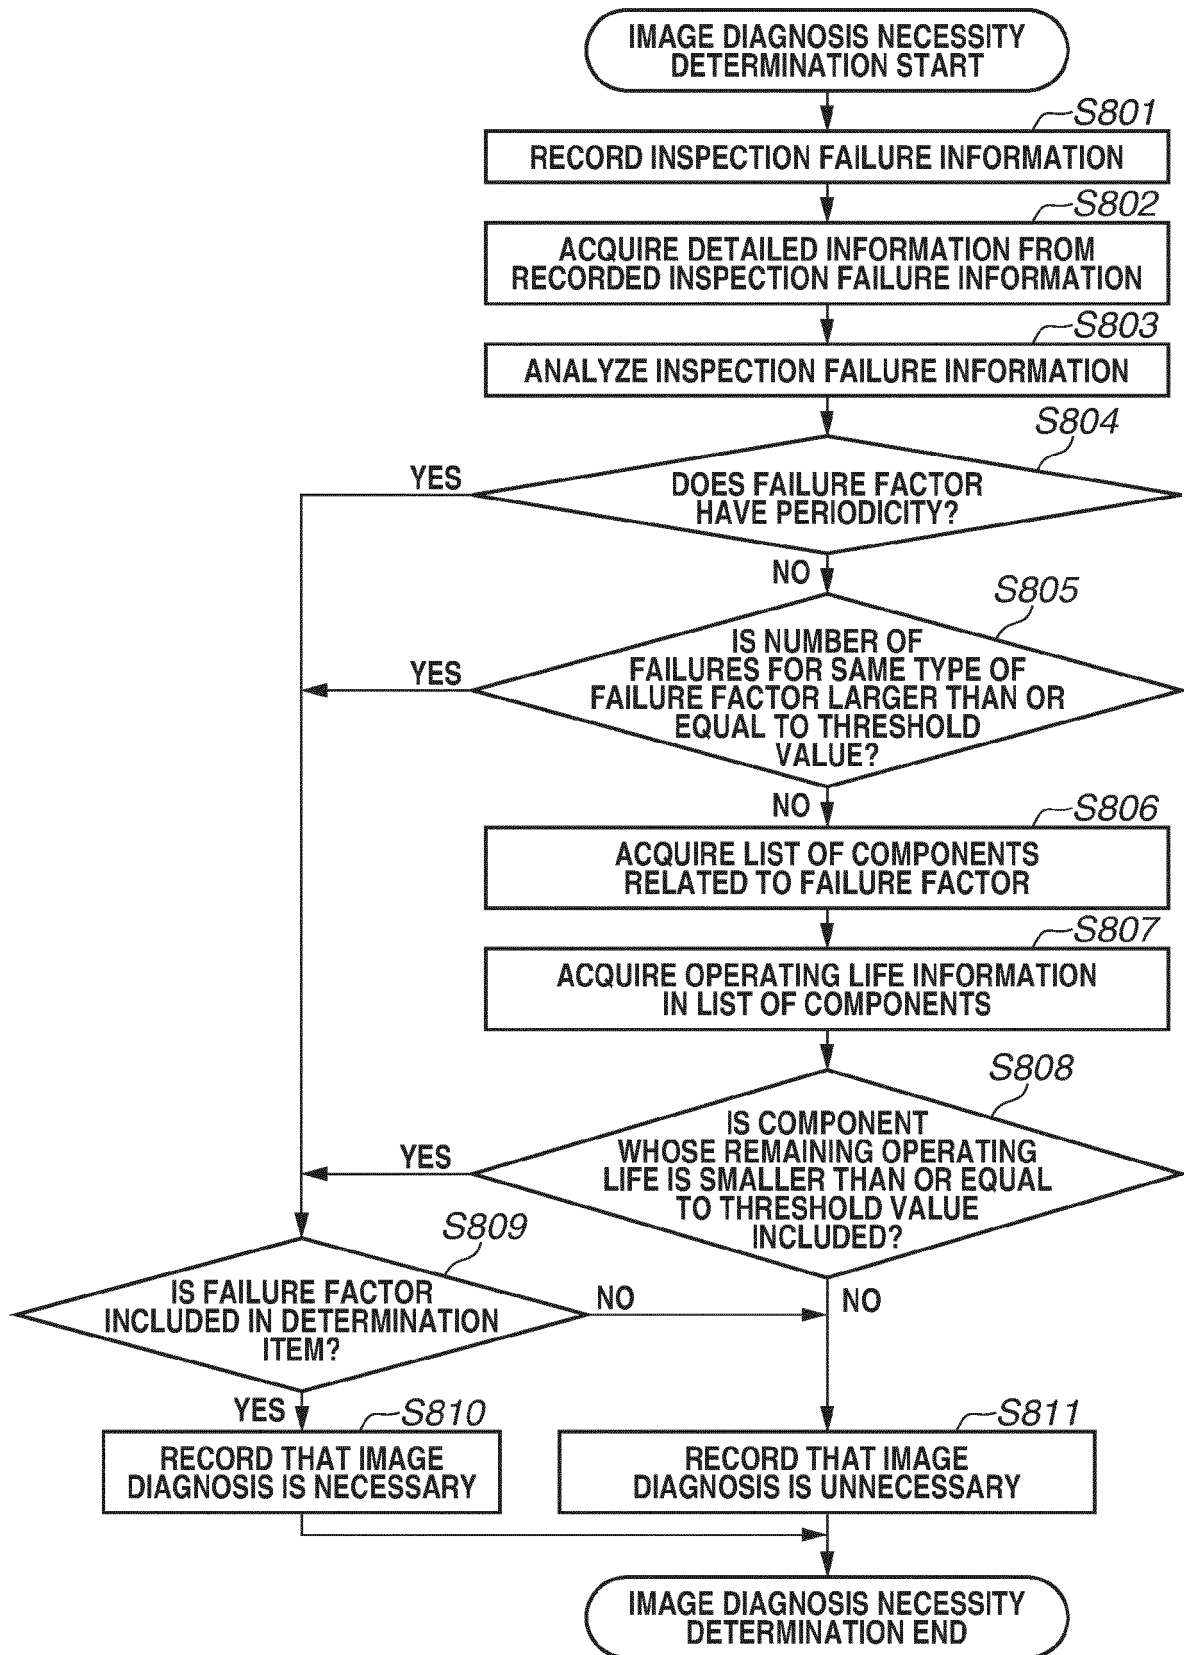 IMAGE DIAGNOSIS NECESSITY
DETERMINATION START
S801
RECORD INSPECTION FAILURE INFORMATION
S802
ACQUIRE DETAILED INFORMATION FROM
RECORDED INSPECTION FAILURE INFORMATION
S803
ANALYZE INSPECTION FAILURE INFORMATION
S804
YES
DOES FAILURE FACTOR
HAVE PERIODICITY?
NO
S805
YES
IS NUMBER OF
FAILURES FOR SAME TYPE OF
FAILURE FACTOR LARGER THAN OR
EQUAL TO THRESHOLD
VALUE?
NO
S806
ACQUIRE LIST OF COMPONENTS
RELATED TO FAILURE FACTOR
S807
ACQUIRE OPERATING LIFE INFORMATION
IN LIST OF COMPONENTS
S808
YES
IS COMPONENT
WHOSE REMAINING OPERATING
LIFE IS SMALLER THAN OR EQUAL
TO THRESHOLD VALUE
INCLUDED?
S809
IS FAILURE FACTOR
INCLUDED IN DETERMINATION
ITEM?
NO
NO
YES
S810
RECORD THAT IMAGE
DIAGNOSIS IS NECESSARY
S811
RECORD THAT IMAGE
DIAGNOSIS IS UNNECESSARY
IMAGE DIAGNOSIS NECESSITY
DETERMINATION END